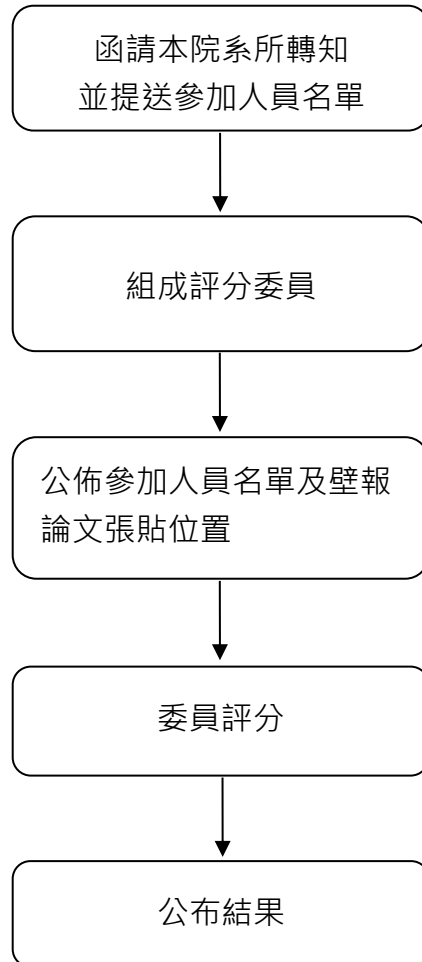 函請本院系所轉知
並提送參加人員名單
組成評分委員
公佈參加人員名單及壁報
論文張貼位置
委員評分
公布結果